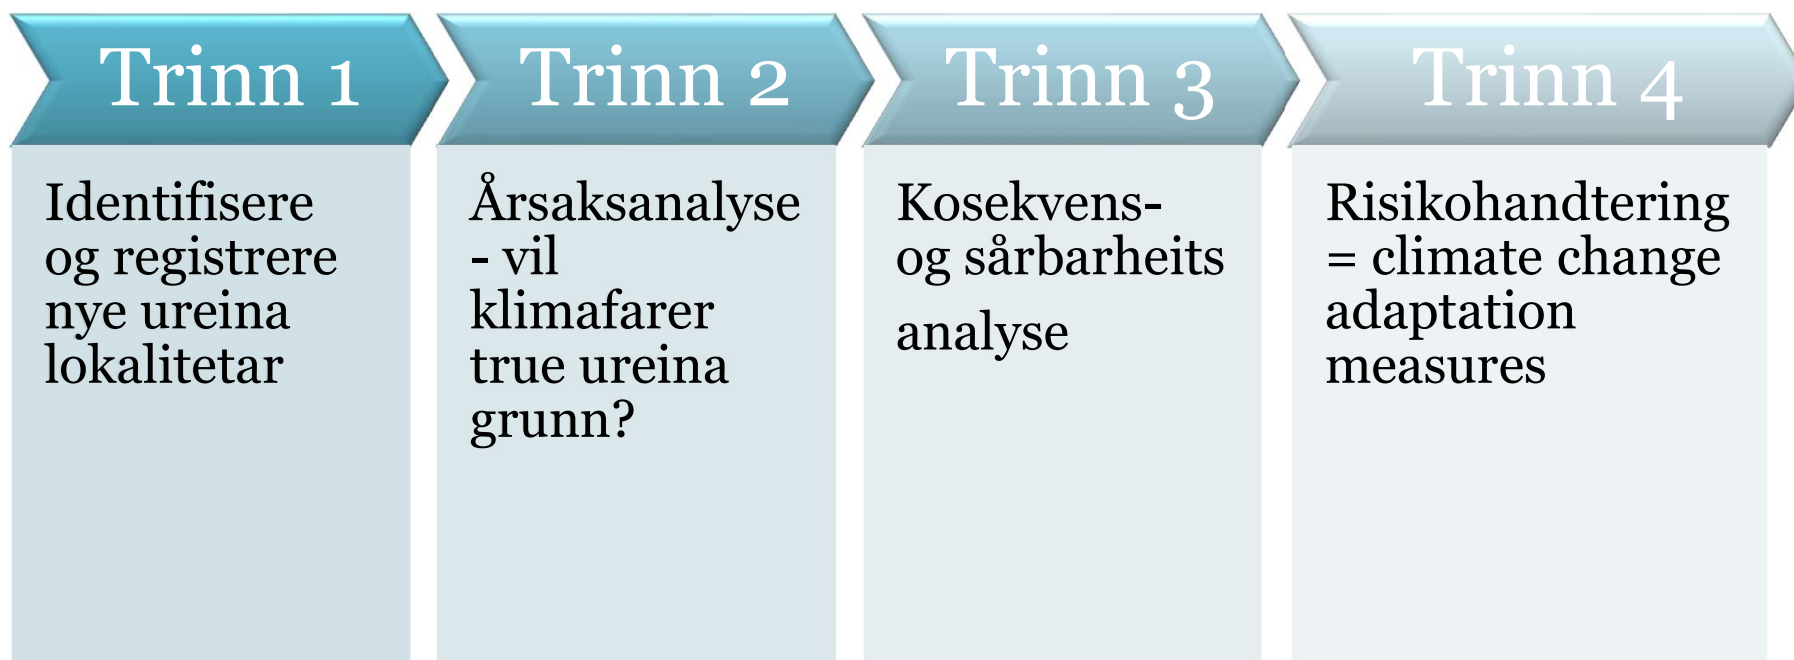 Trinn 1
Identifisere
og registrere
nye ureina
lokalitetar
Trinn 2
Årsaksanalyse
- vil
klimafarer
true ureina
grunn?
Trinn 3
Kosekvens-
og sårbarheits
analyse
Trinn 4
Risikohandtering
= climate change
adaptation
measures